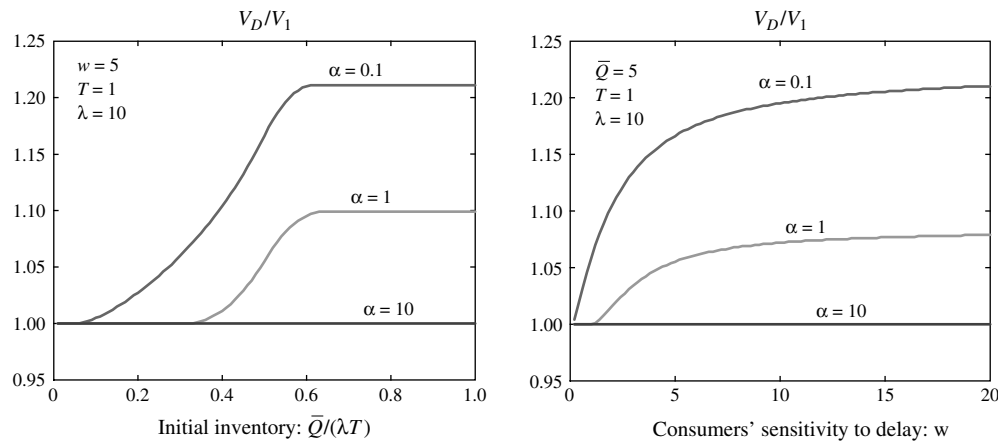 V_D/V_1
1.25
1.20
1.15
1.10
1.05
1.00
0.95
w = 5
T = 1
λ = 10
α = 0.1
α = 1
α = 10
0
0.2
0.4
0.6
0.8
1.0
Initial inventory: Q̅/(λT)
V_D/V_1
1.25
1.20
1.15
1.10
1.05
1.00
0.95
Q̅ = 5
T = 1
λ = 10
α = 0.1
α = 1
α = 10
0
5
10
15
20
Consumers’ sensitivity to delay: w